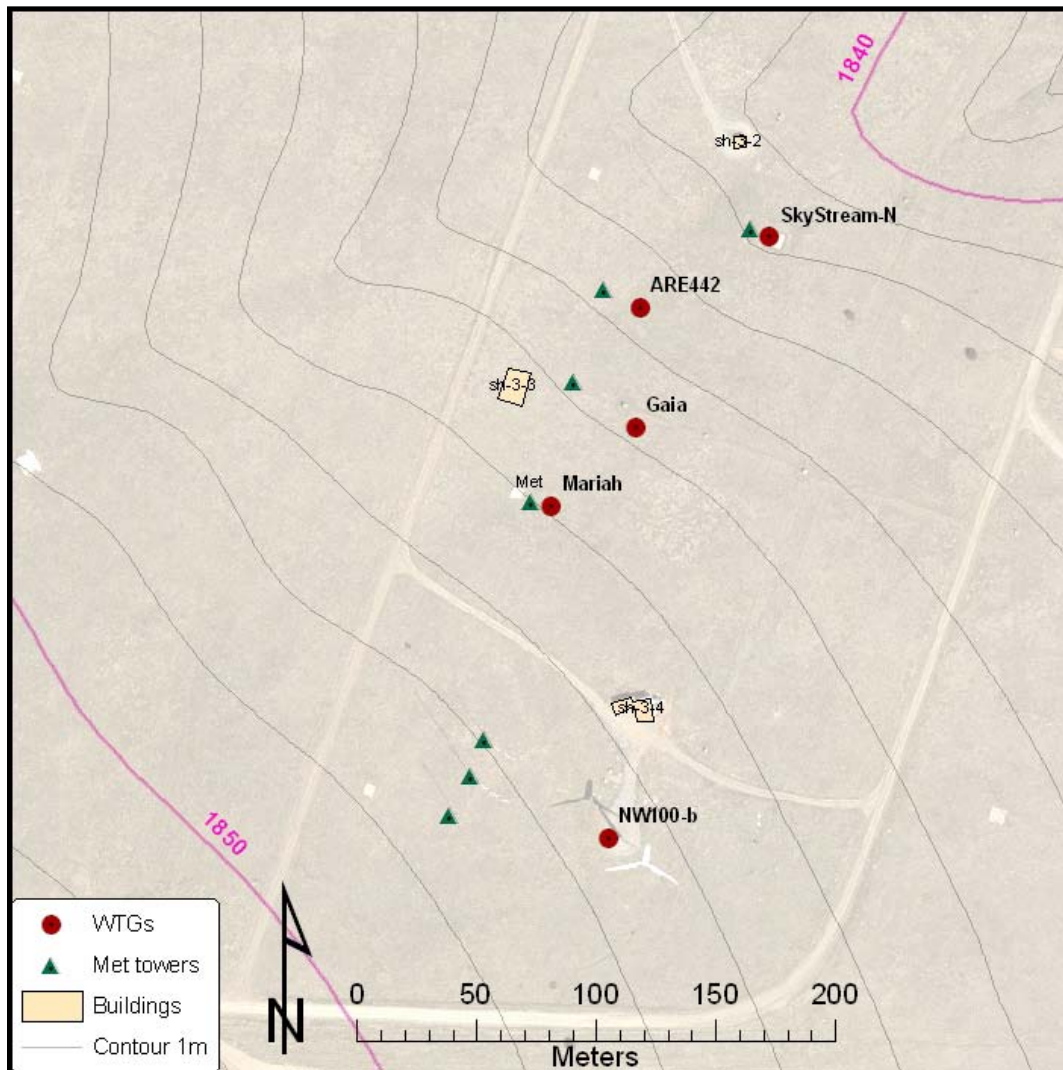 1840
sh-3-2
SkyStream-N
ARE442
sh-3-3
Gaia
Met
Mariah
sh-3-4
NW100-b
1850
WTGs
Met towers
Buildings
Contour 1m
N
0 50 100 150 200
Meters